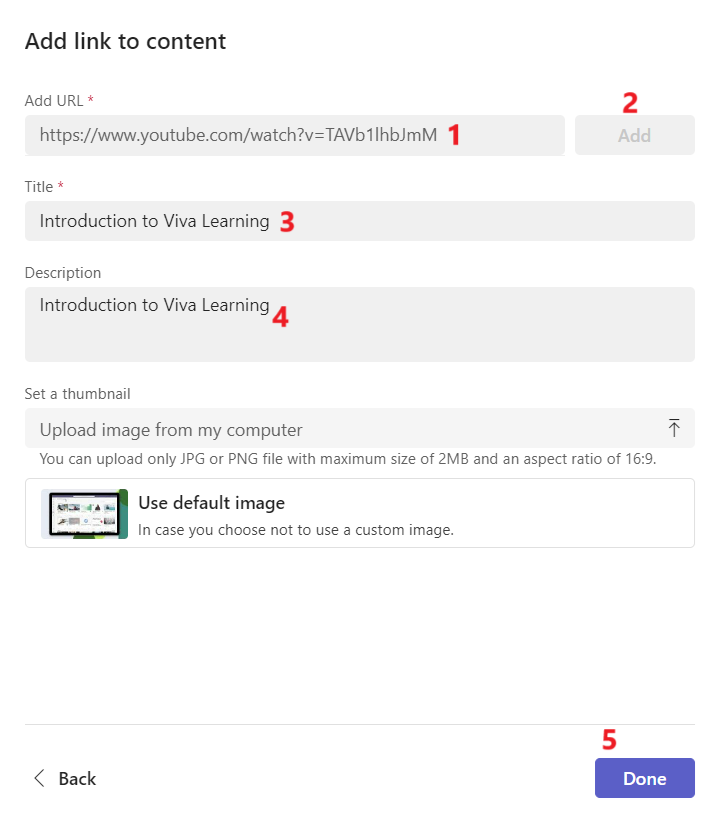 Add link to content
Add URL *
2
https://www.youtube.com/watch?v=TAVb1lhbJmM 1 Add
Title *
Introduction to Viva Learning 3
Description
Introduction to Viva Learning 4
Set a thumbnail
Upload image from my computer
You can upload only JPG or PNG file with maximum size of 2MB and an aspect ratio of 16:9.
Use default image
In case you choose not to use a custom image.
5
Back Done